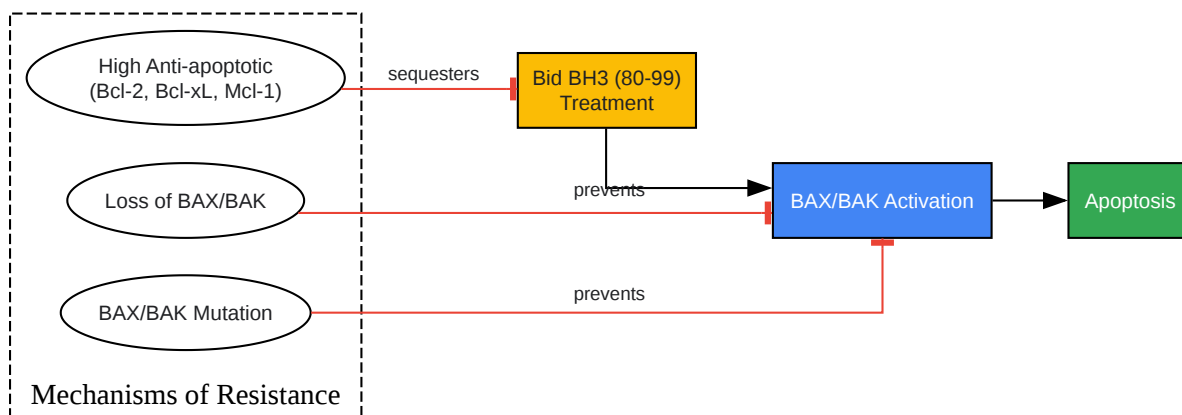 High Anti-apoptotic
(Bcl-2, Bcl-xL, Mcl-1)
sequesters
Bid BH3 (80-99)
Treatment
Loss of BAX/BAK
prevents
BAX/BAK Activation
Apoptosis
BAX/BAK Mutation
prevents
Mechanisms of Resistance